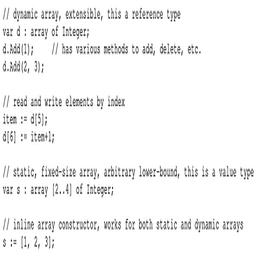 // dynamic array, extensible, this a reference type
var d : array of Integer;
d.Add(1);    // has various methods to add, delete, etc.
d.Add(2, 3);

// read and write elements by index
item := d[5];
d[6] := item+1;

// static, fixed-size array, arbitrary lower-bound, this is a value type
var s : array [2..4] of Integer;

// inline array constructor, works for both static and dynamic arrays
s := [1, 2, 3];